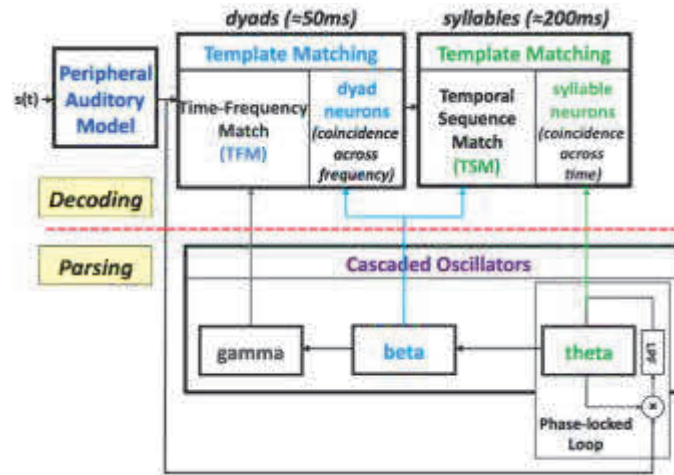 dyads (≈50ms)
syllables (≈200ms)
s(t)
Peripheral
Auditory
Model
Template Matching
Time-Frequency
Match
(TFM)
dyad
neurons
(coincidence
across
frequency)
Template Matching
Temporal
Sequence
Match
(TSM)
syllable
neurons
(coincidence
across
time)
Decoding
Parsing
Cascaded Oscillators
gamma
beta
theta
LPF
×
Phase-locked
Loop